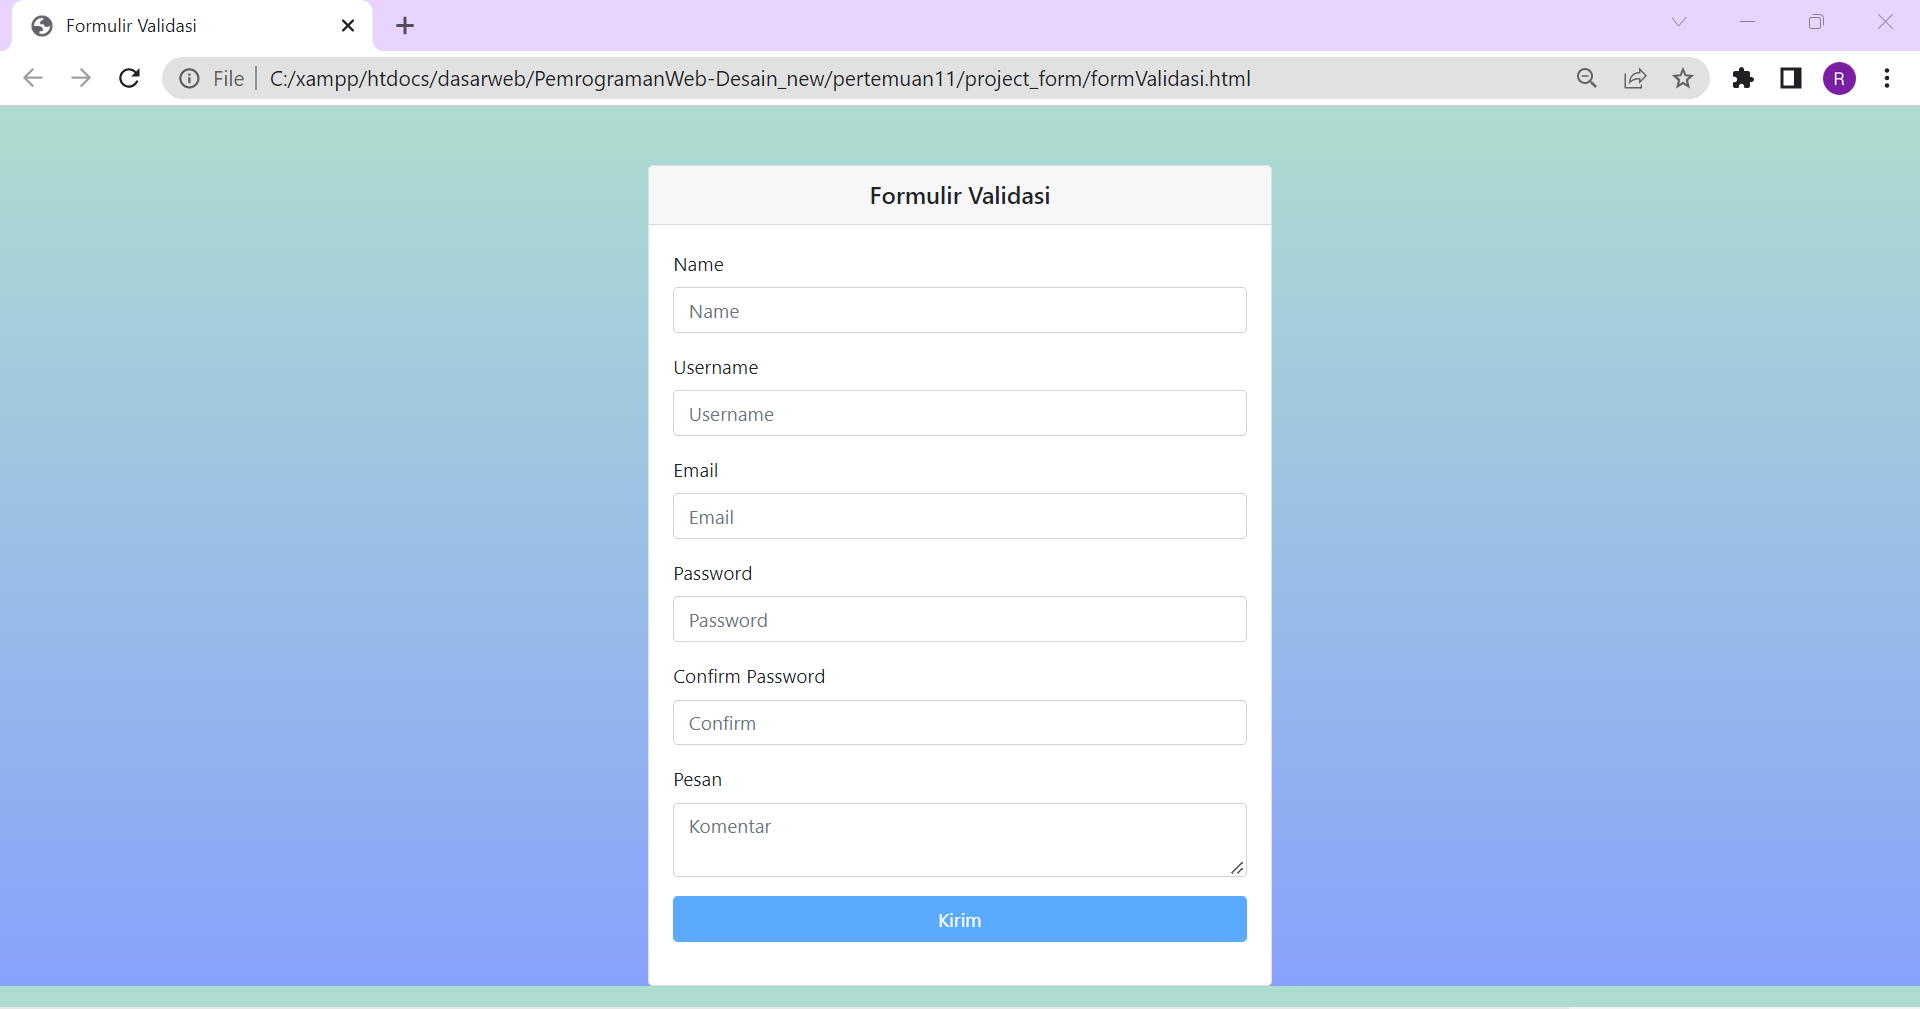 Formulir Validasi
File C:/xampp/htdocs/dasarweb/PemrogramanWeb-Desain_new/pertemuan11/project_form/formValidasi.html
R
Formulir Validasi
Name
Name
Username
Username
Email
Email
Password
Password
Confirm Password
Confirm
Pesan
Komentar
Kirim